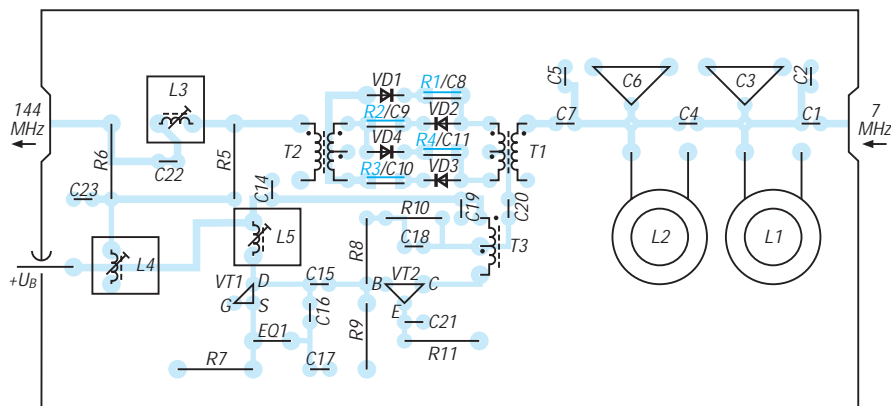 L3
VD1
R1/C8
C5
C6
C3
C2
144
MHz
R2/C9
VD2
C7
C4
C1
7
MHz
R6
R5
T2
VD4
R4/C11
T1
C22
R3/C10
VD3
C23
C14
R10
C19
C20
L4
L5
R8
C18
T3
L2
L1
+UB
VT1
D
C15
B
VT2
C
G
S
C16
E
EQ1
R9
C21
R7
C17
R11